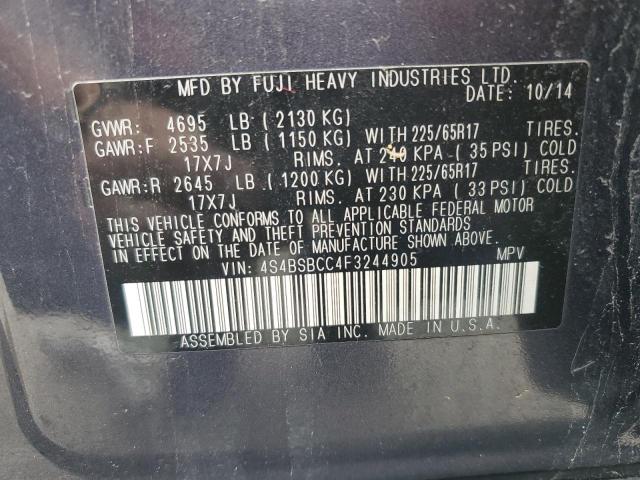 MFD BY FUJI HEAVY INDUSTRIES LTD.
DATE: 10/14
GVWR: 4695 LB (2130 KG)
GAWR:F 2535 LB (1150 KG) WITH 225/65R17 TIRES.
17X7J RIMS. AT 240 KPA (35 PSI) COLD
GAWR:R 2645 LB (1200 KG) WITH 225/65R17 TIRES.
17X7J RIMS. AT 230 KPA (33 PSI) COLD
THIS VEHICLE CONFORMS TO ALL APPLICABLE FEDERAL MOTOR
VEHICLE SAFETY AND THEFT PREVENTION STANDARDS
IN EFFECT ON THE DATE OF MANUFACTURE SHOWN ABOVE.
VIN: 4S4BSBCC4F3244905 MPV
ASSEMBLED BY SIA INC. MADE IN U.S.A.